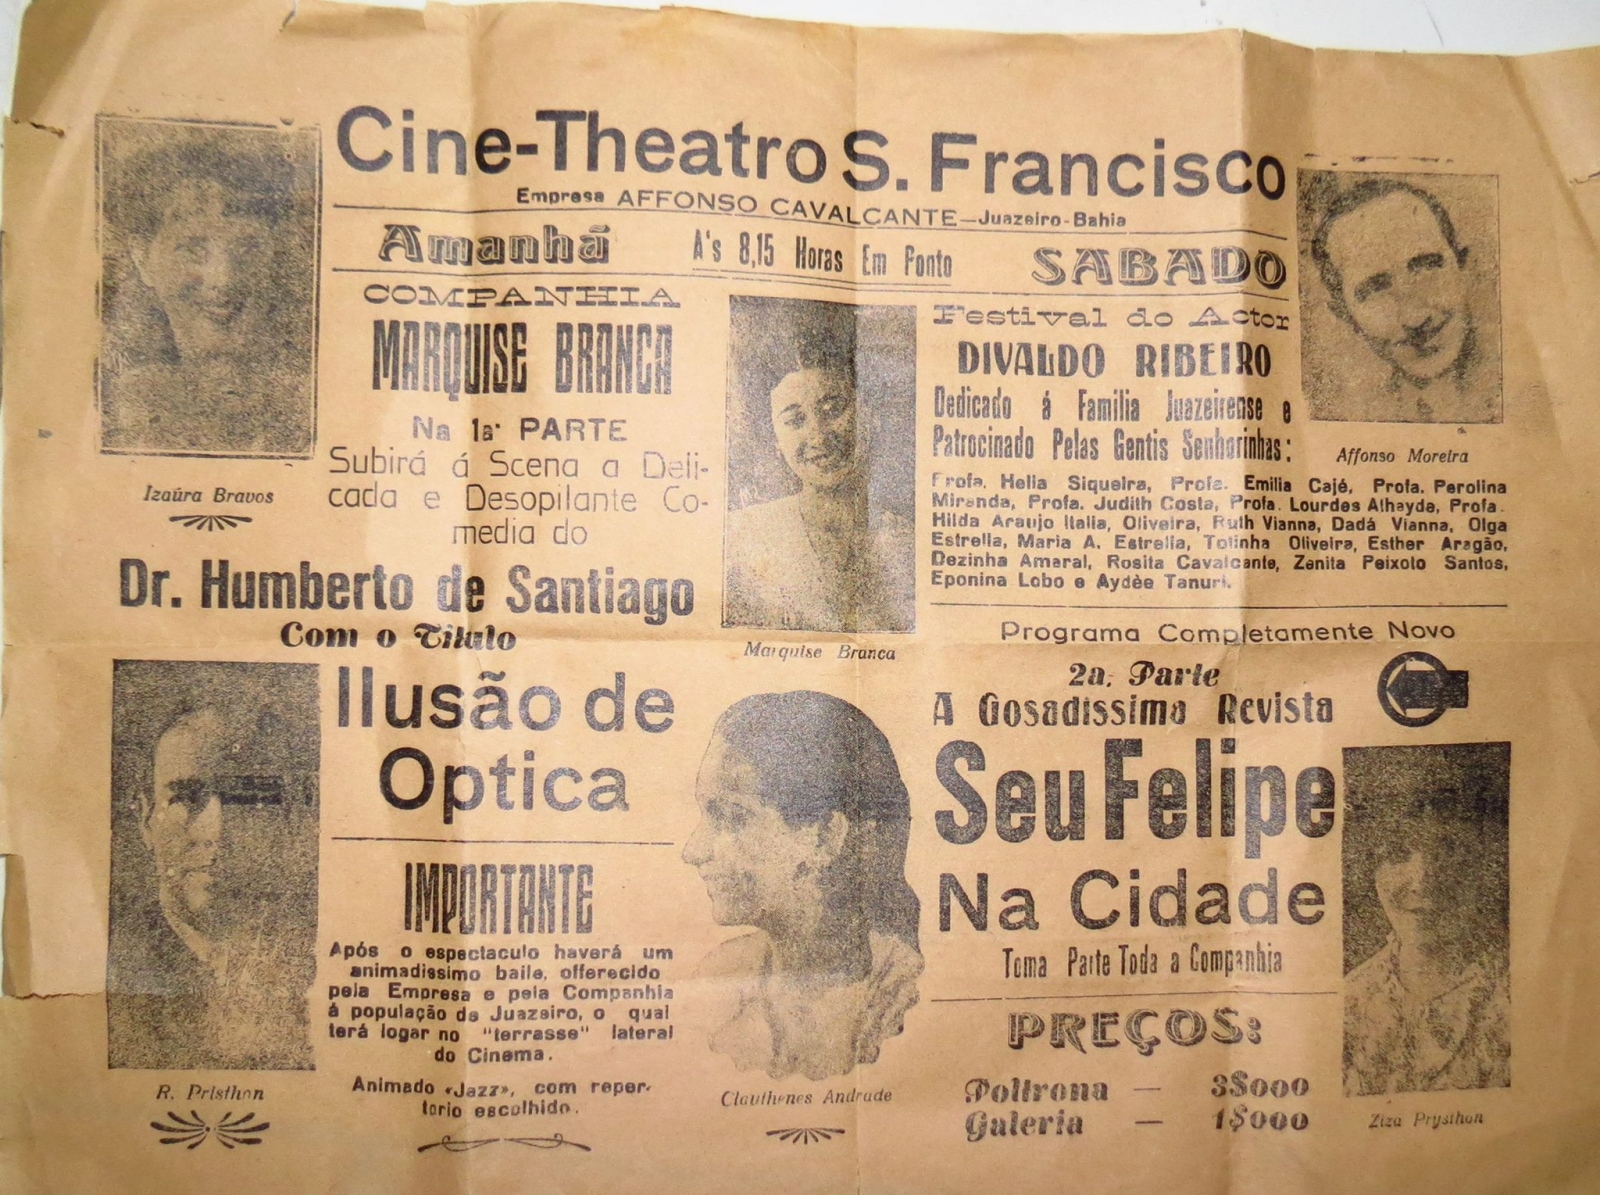 Cine-Theatro S. Francisco
Empresa AFFONSO CAVALCANTE—Juazeiro-Bahia
Amanhã A's 8,15 Horas Em Ponto SABADO
COMPANHIA
MARQUISE BRANCA
Na 1a· PARTE
Subirá á Scena a Deli-
cada e Desopilante Co-
media do
Dr. Humberto de Santiago
Com o Titulo
Ilusão de
Optica
IMPORTANTE
Após o espectaculo haverá um
animadissimo baile, offerecido
pela Empresa e pela Companhia
á população de Juazeiro, o qual
terá logar no "terrasse" lateral
do Cinema.
Animado «Jazz», com reper-
torio escolhido.
Izaúra Bravos
R. Pristhon
Marquise Branca
Clauthenes Andrade
Festival do Actor
DIVALDO RIBEIRO
Dedicado á Familia Juazeirense e
Patrocinado Pelas Gentis Senhorinhas:
Profa. Helia Siqueira, Profa. Emilia Cajé, Profa. Perolina
Miranda, Profa. Judith Costa, Profa. Lourdes Athayde, Profa.
Hilda Araujo Italia, Oliveira, Ruth Vianna, Dadá Vianna, Olga
Estrella, Maria A. Estrella, Totinha Oliveira, Esther Aragão,
Dezinha Amaral, Rosita Cavalcante, Zenita Peixoto Santos,
Eponina Lobo e Aydèe Tanuri.
Affonso Moreira
Programa Completamente Novo
2a. Parte
A Gosadissima Revista
Seu Felipe
Na Cidade
Toma Parte Toda a Companhia
PREÇOS:
Poltrona — 3$000
Galeria — 1$000
Ziza Prysthon